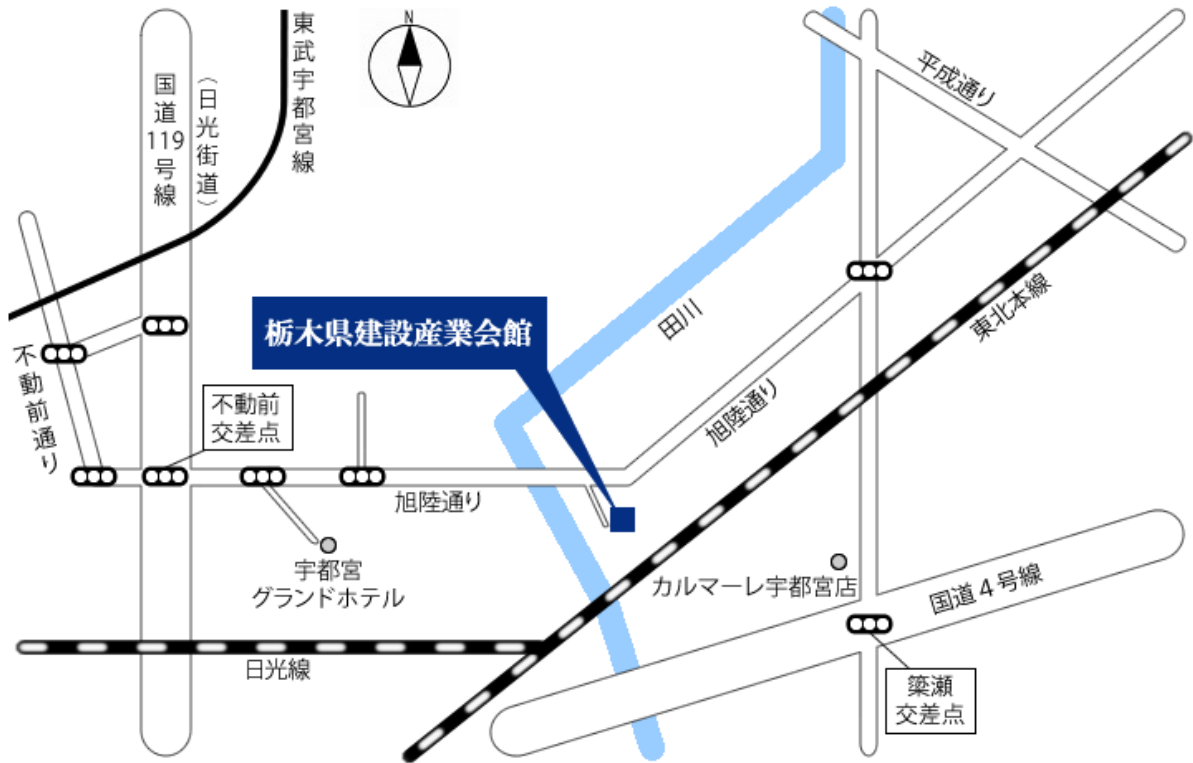 N
東武宇都宮線
国道119号線
（日光街道）
平成通り
田川
東北本線
栃木県建設産業会館
不動前通り
不動前
交差点
旭陸通り
旭陸通り
宇都宮
グランドホテル
カルマーレ宇都宮店
国道4号線
日光線
簗瀬
交差点